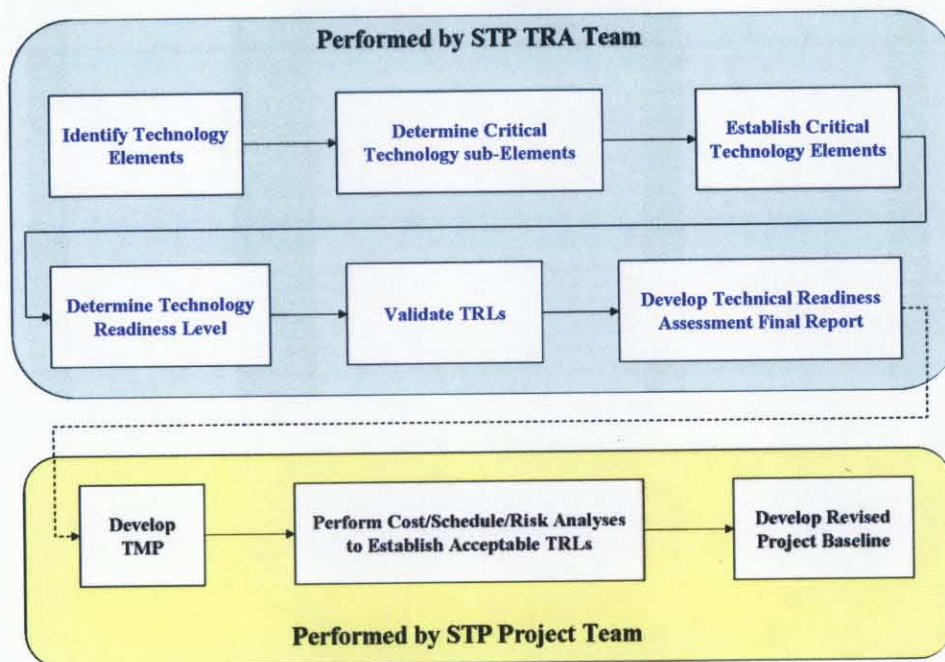 Performed by STP TRA Team
Identify Technology
Elements
Determine Critical
Technology sub-Elements
Establish Critical
Technology Elements
Determine Technology
Readiness Level
Validate TRLs
Develop Technical Readiness
Assessment Final Report
Develop
TMP
Perform Cost/Schedule/Risk Analyses
to Establish Acceptable TRLs
Develop Revised
Project Baseline
Performed by STP Project Team